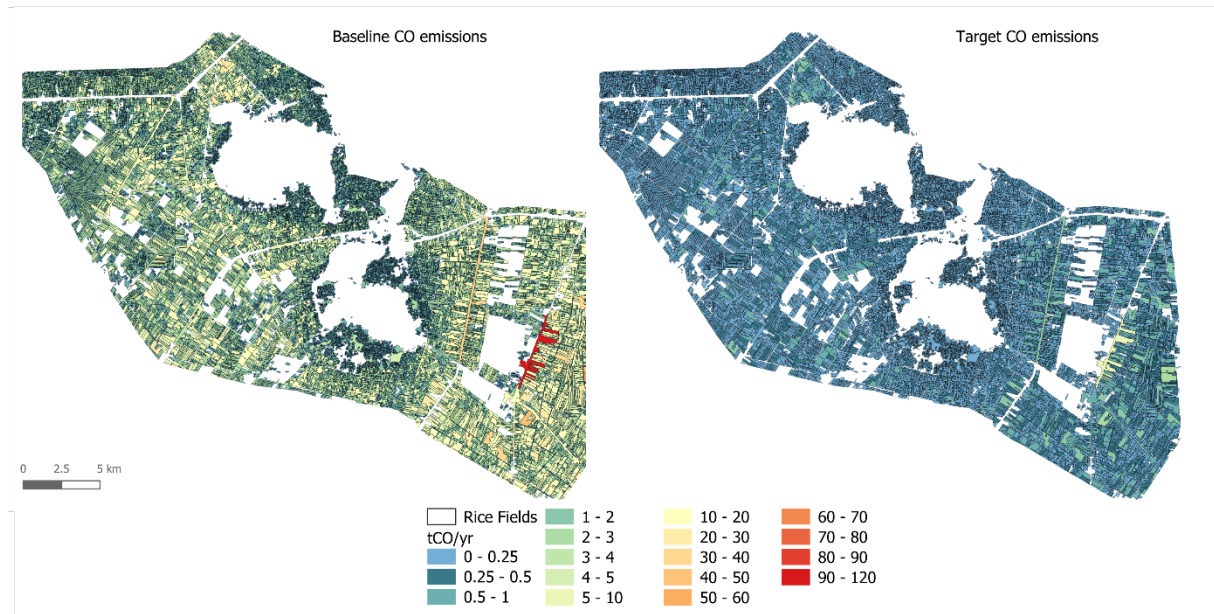 Baseline CO emissions
Target CO emissions
0 2.5 5 km
Rice Fields
tCO/yr
0 - 0.25
0.25 - 0.5
0.5 - 1
1 - 2
2 - 3
3 - 4
4 - 5
5 - 10
10 - 20
20 - 30
30 - 40
40 - 50
50 - 60
60 - 70
70 - 80
80 - 90
90 - 120